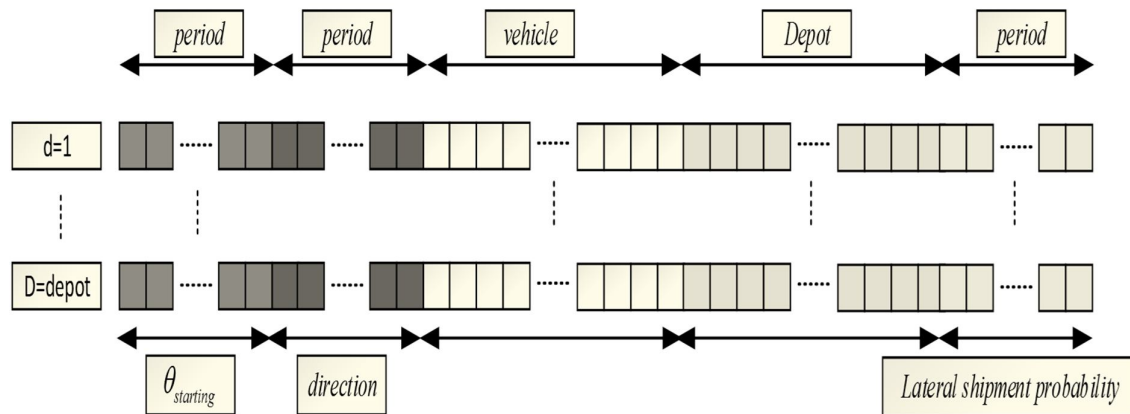 period period vehicle Depot period
d=1
D=depot
θstarting direction Lateral shipment probability